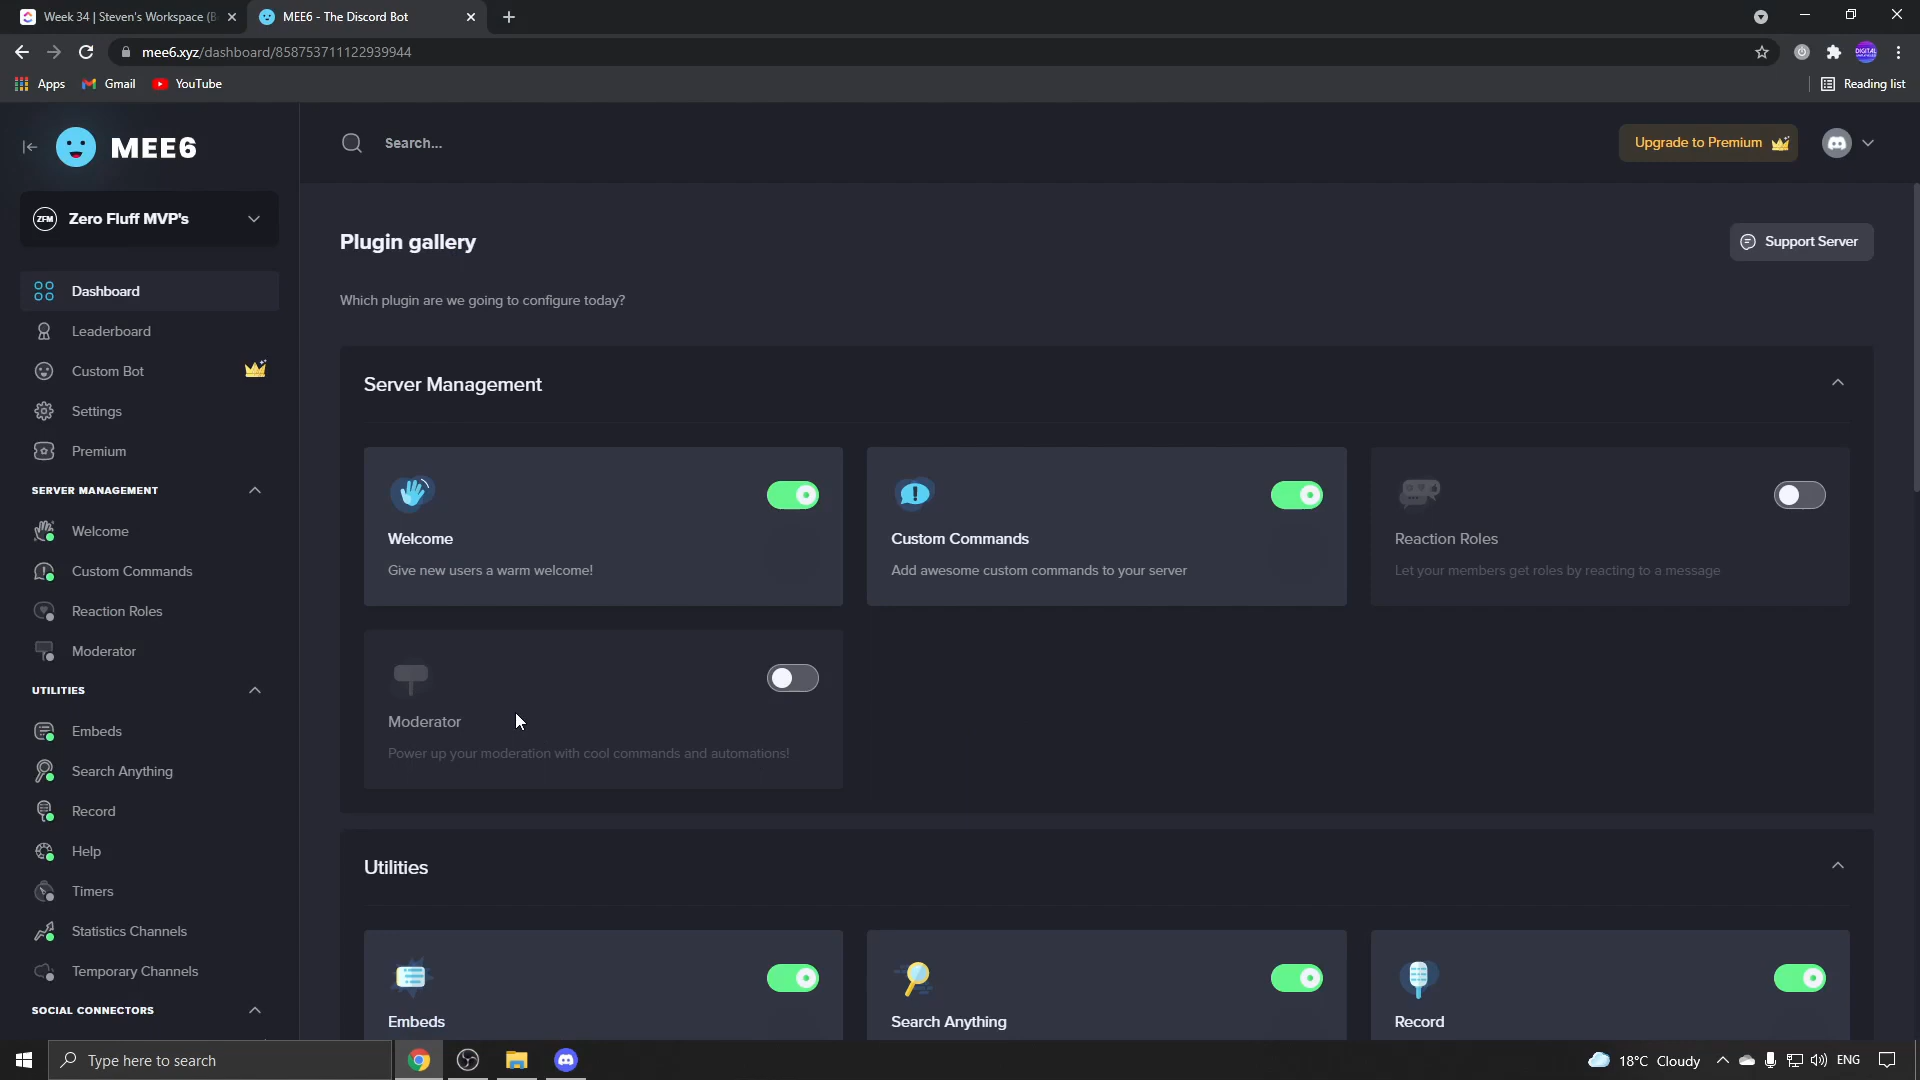 Week 34 | Steven's Workspace (B
MEE6 - The Discord Bot
mee6.xyz/dashboard/858753711122939944
DIGITAL
Apps
Gmail
YouTube
Reading list
MEE6
Search...
Upgrade to Premium
ZFM
Zero Fluff MVP's
Plugin gallery
Support Server
Which plugin are we going to configure today?
Dashboard
Leaderboard
Custom Bot
Settings
Premium
SERVER MANAGEMENT
Welcome
Custom Commands
Reaction Roles
Moderator
UTILITIES
Embeds
Search Anything
Record
Help
Timers
Statistics Channels
Temporary Channels
SOCIAL CONNECTORS
Server Management
Welcome
Give new users a warm welcome!
Custom Commands
Add awesome custom commands to your server
Reaction Roles
Let your members get roles by reacting to a message
Moderator
Power up your moderation with cool commands and automations!
Utilities
Embeds
Search Anything
Record
Type here to search
18°C Cloudy
ENG